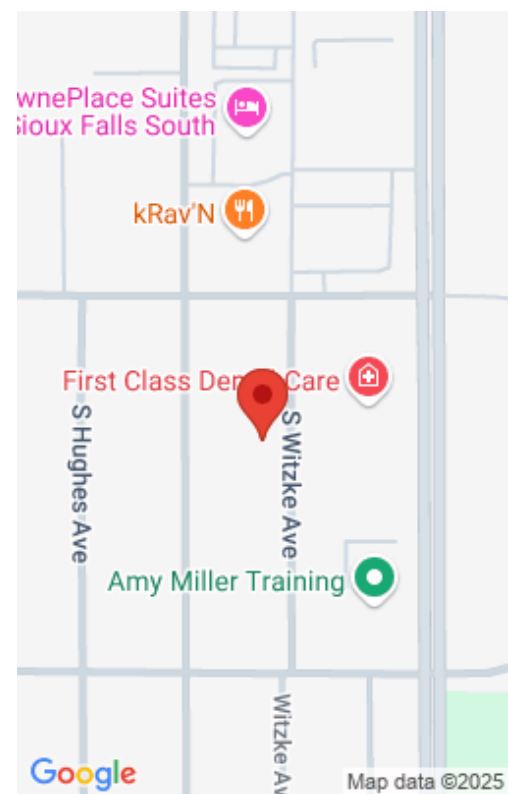 wnePlace Suites
Sioux Falls South
kRav'N
First Class Den Care
S Hughes Ave
S Witzke Ave
Amy Miller Training
Witzke Av
Google
Map data ©2025